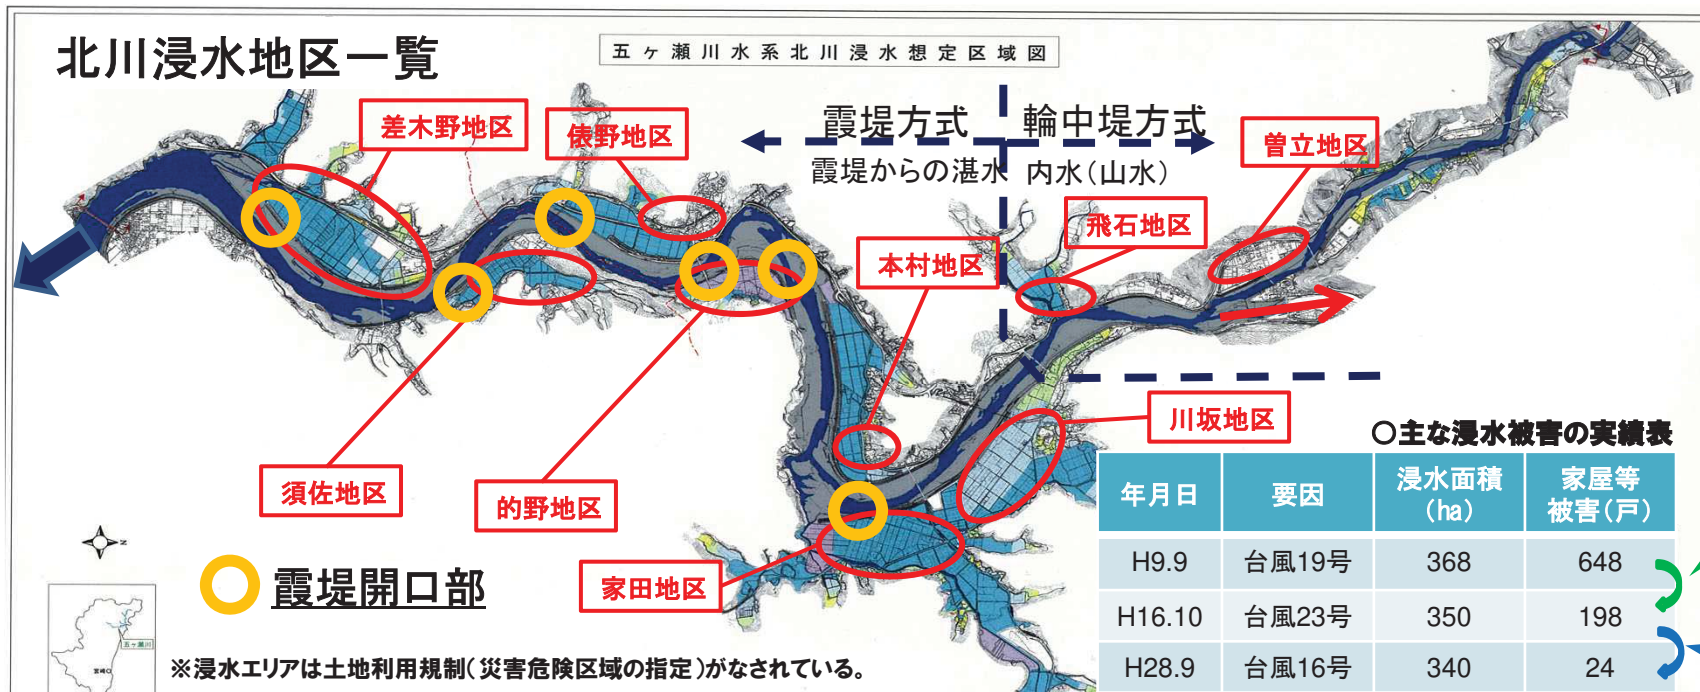 北川浸水地区一覧
五ヶ瀬川水系北川浸水想定区域図
差木野地区
俵野地区
霞堤方式
輪中堤方式
霞堤からの湛水
内水(山水)
曽立地区
飛石地区
本村地区
川坂地区
須佐地区
的野地区
家田地区
霞堤開口部
N
五ヶ瀬川
宮崎
※浸水エリアは土地利用規制(災害危険区域の指定)がなされている。
〇主な浸水被害の実績表
年月日 要因 浸水面積(ha) 家屋等被害(戸)
H9.9 台風19号 368 648
H16.10 台風23号 350 198
H28.9 台風16号 340 24